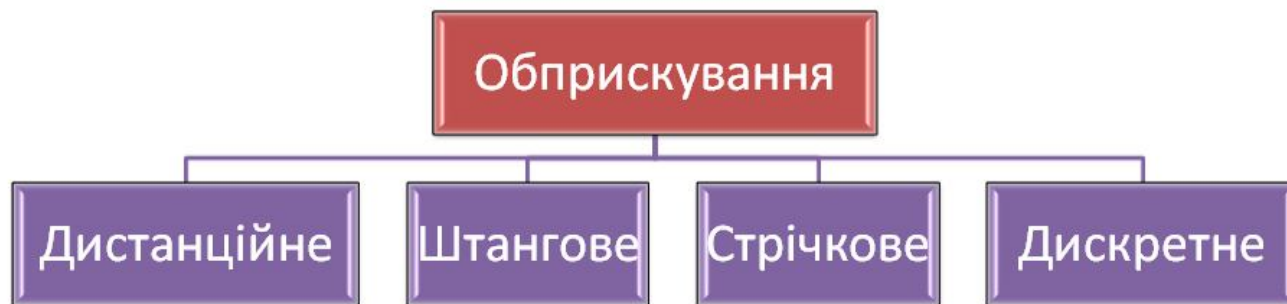 Обприскування
Дистанційне
Штангове
Стрічкове
Дискретне